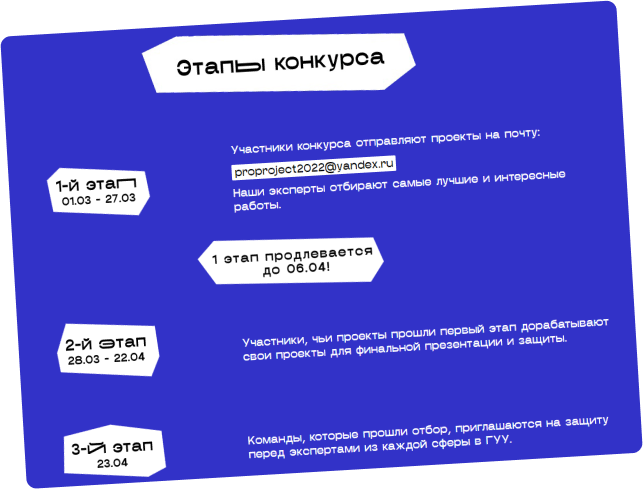 Этапы конкурса
Участники конкурса отправляют проекты на почту:
proproject2022@yandex.ru
1-й этап
01.03 - 27.03
Наши эксперты отбирают самые лучшие и интересные
работы.
1 этап продлевается
до 06.04!
2-й этап
28.03 - 22.04
Участники, чьи проекты прошли первый этап дорабатывают
свои проекты для финальной презентации и защиты.
3-й этап
23.04
Команды, которые прошли отбор, приглашаются на защиту
перед экспертами из каждой сферы в ГУУ.